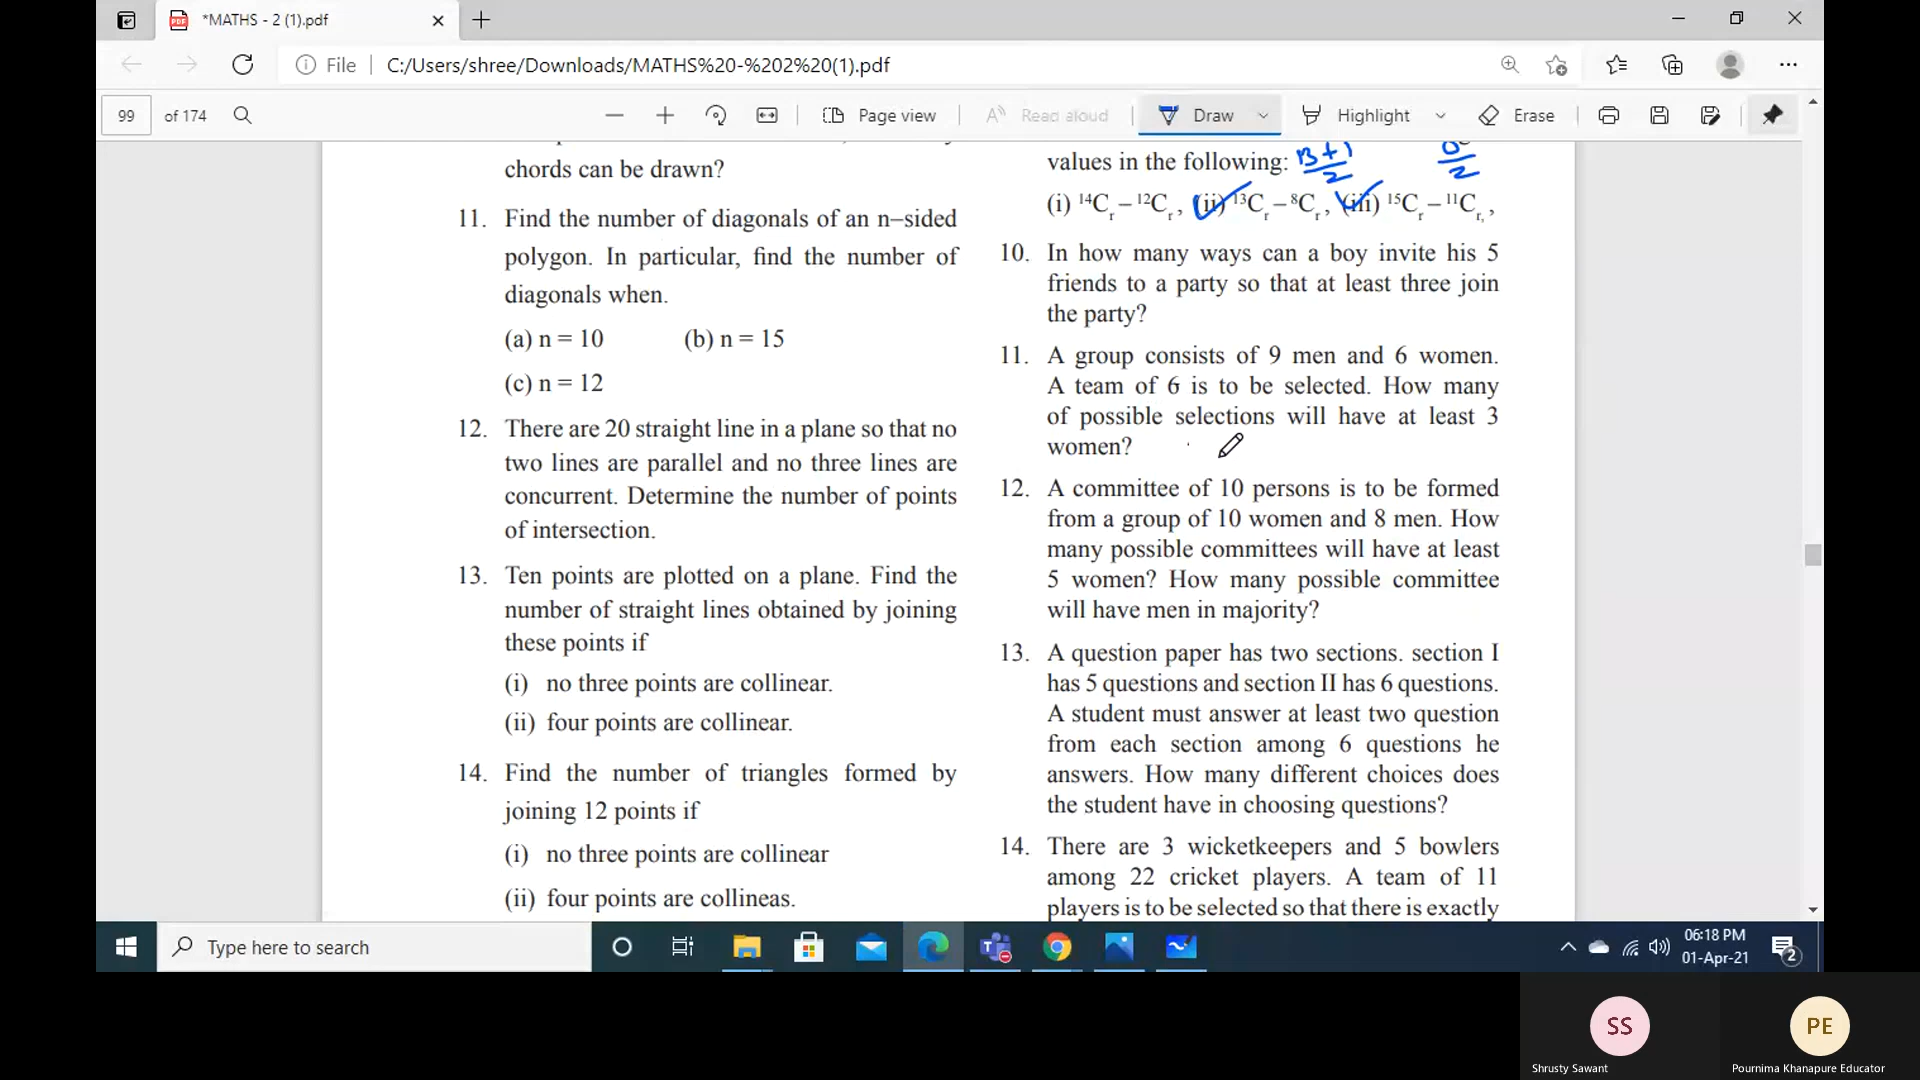 *MATHS - 2 (1).pdf
File | C:/Users/shree/Downloads/MATHS%20-%202%20(1).pdf
99 of 174
Page view
Read aloud
Draw
Highlight
Erase
chords can be drawn?
11. Find the number of diagonals of an n–sided
polygon. In particular, find the number of
diagonals when.
(a) n = 10 (b) n = 15
(c) n = 12
12. There are 20 straight line in a plane so that no
two lines are parallel and no three lines are
concurrent. Determine the number of points
of intersection.
13. Ten points are plotted on a plane. Find the
number of straight lines obtained by joining
these points if
(i) no three points are collinear.
(ii) four points are collinear.
14. Find the number of triangles formed by
joining 12 points if
(i) no three points are collinear
(ii) four points are collineas.
values in the following: 13+1/2
(i) ¹⁴Cᵣ – ¹²Cᵣ , (ii) ¹³Cᵣ – ⁸Cᵣ , (iii) ¹⁵Cᵣ – ¹¹Cᵣ, ,
10. In how many ways can a boy invite his 5
friends to a party so that at least three join
the party?
11. A group consists of 9 men and 6 women.
A team of 6 is to be selected. How many
of possible selections will have at least 3
women?
12. A committee of 10 persons is to be formed
from a group of 10 women and 8 men. How
many possible committees will have at least
5 women? How many possible committee
will have men in majority?
13. A question paper has two sections. section I
has 5 questions and section II has 6 questions.
A student must answer at least two question
from each section among 6 questions he
answers. How many different choices does
the student have in choosing questions?
14. There are 3 wicketkeepers and 5 bowlers
among 22 cricket players. A team of 11
players is to be selected so that there is exactly
Type here to search
06:18 PM
01-Apr-21
2
SS
Shrusty Sawant
PE
Pournima Khanapure Educator